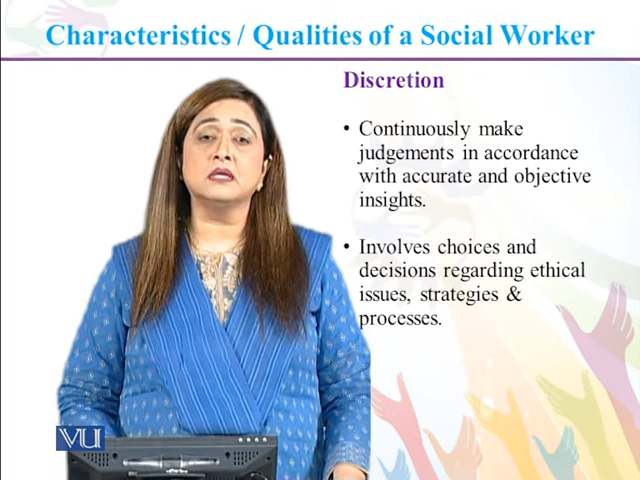 Characteristics / Qualities of a Social Worker
Discretion
• Continuously make
judgements in accordance
with accurate and objective
insights.
• Involves choices and
decisions regarding ethical
issues, strategies &
processes.
VU